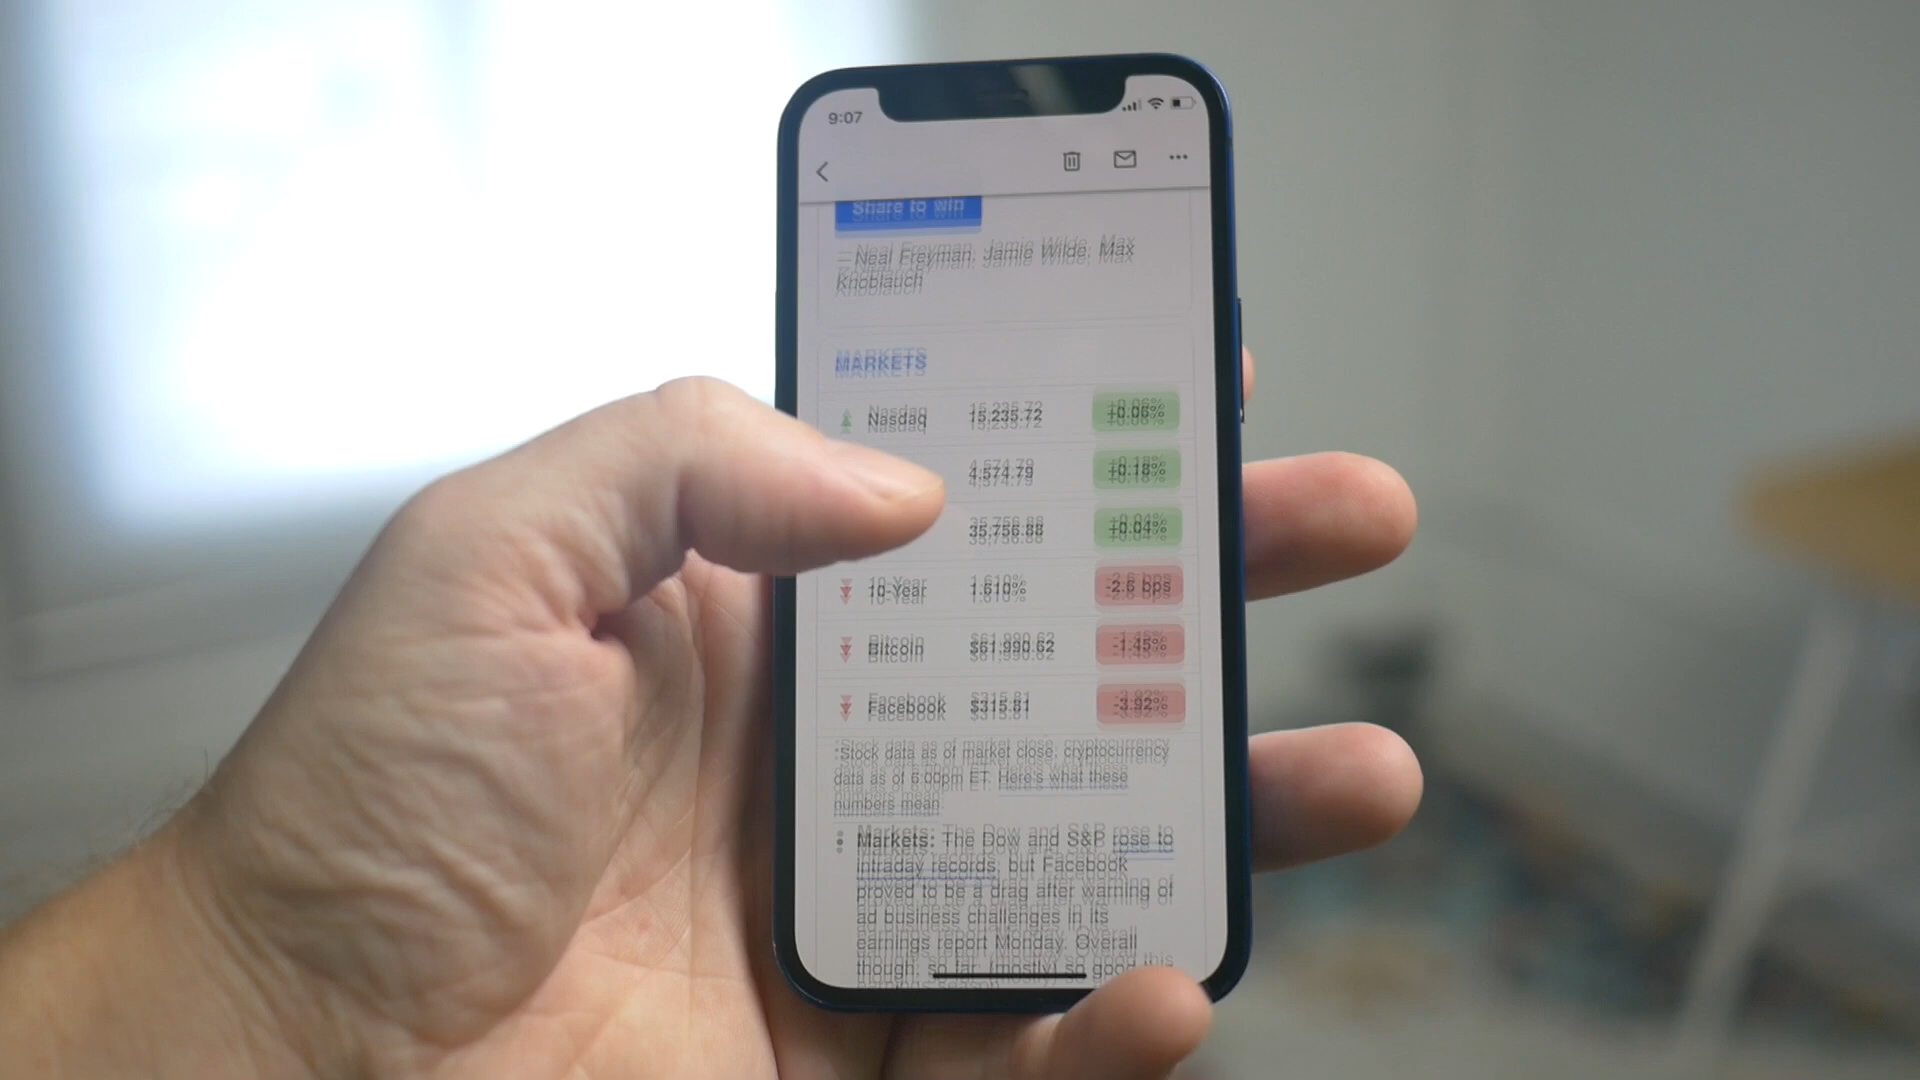 9:07
Share to win
—Neal Freyman, Jamie Wilde, Max
Knoblauch
MARKETS
Nasdaq 15,235.72 +0.06%
4,574.79 +0.18%
35,756.88 +0.04%
10-Year 1.610% -2.6 bps
Bitcoin $61,990.62 -1.45%
Facebook $315.81 -3.92%
*Stock data as of market close, cryptocurrency
data as of 6:00pm ET. Here's what these
numbers mean
Markets: The Dow and S&P rose to
intraday records, but Facebook
proved to be a drag after warning of
ad business challenges in its
earnings report Monday. Overall
though, so far (mostly) so good this
earnings season